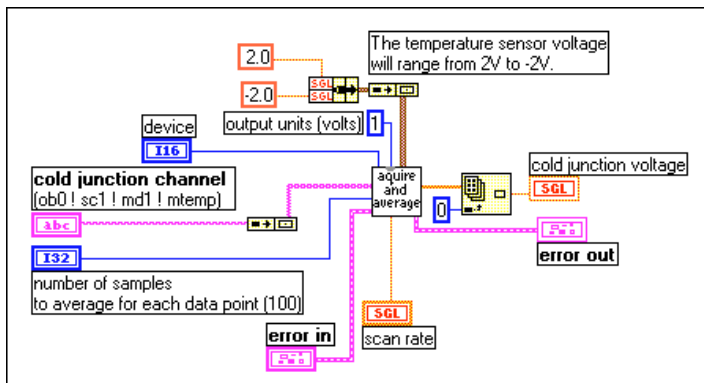 The temperature sensor voltage
will range from 2V to -2V.
2.0
SGL
-2.0
SGL
output units (volts)
1
device
I16
cold junction channel
(ob0 ! sc1 ! md1 ! mtemp)
abc
aquire
and
average
0
cold junction voltage
SGL
error out
I32
number of samples
to average for each data point (100)
error in
SGL
scan rate